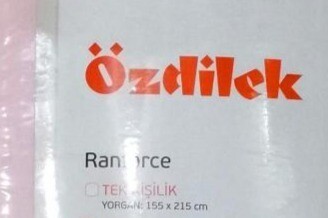 Özdilek
Ranforce
TEK KİŞİLİK
YORGAN: 155 x 215 cm